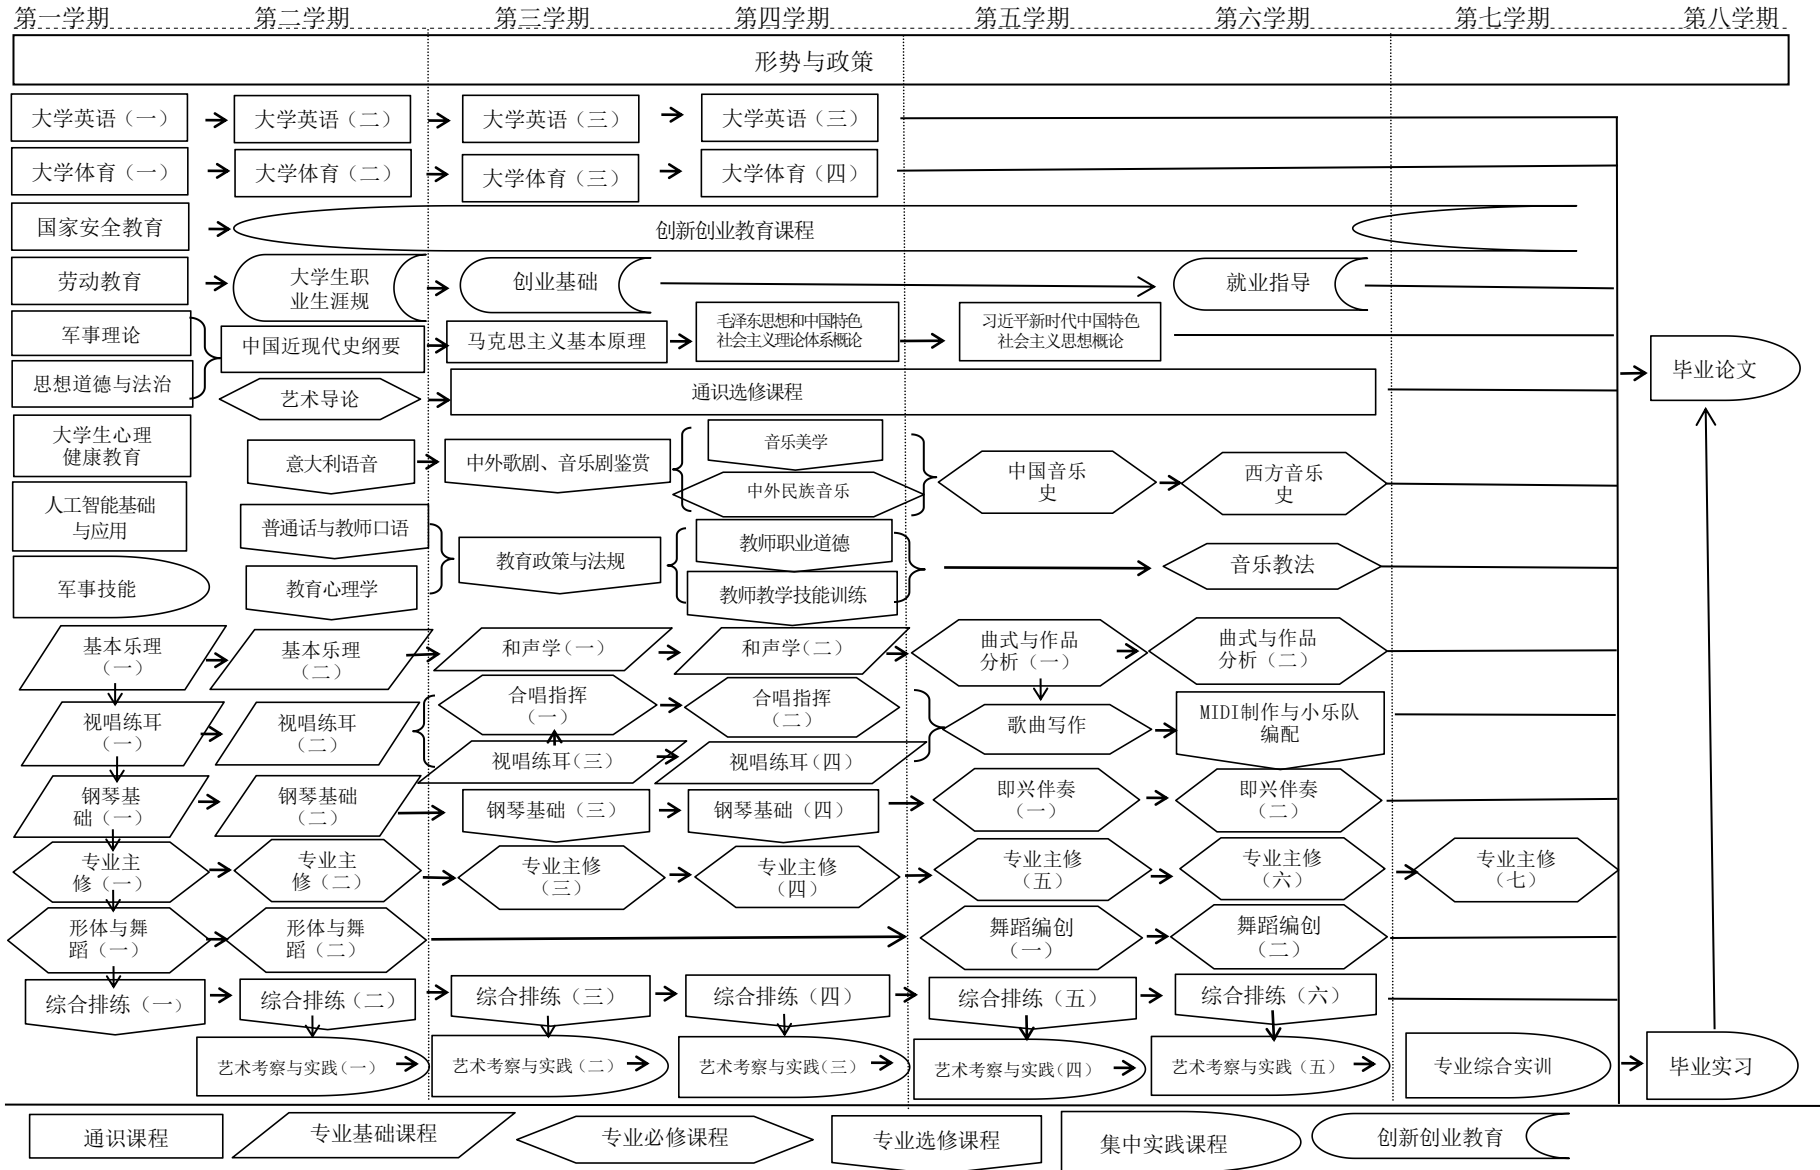 第一学期 第二学期 第三学期 第四学期 第五学期 第六学期 第七学期 第八学期
形势与政策
大学英语（一） 大学英语（二） 大学英语（三） 大学英语（三）
大学体育（一） 大学体育（二） 大学体育（三） 大学体育（四）
国家安全教育 创新创业教育课程
劳动教育
大学生职
业生涯规
创业基础 就业指导
军事理论
思想道德与法治
中国近现代史纲要 马克思主义基本原理
毛泽东思想和中国特色
社会主义理论体系概论
习近平新时代中国特色
社会主义思想概论
毕业论文
艺术导论 通识选修课程
大学生心理
健康教育
意大利语音 中外歌剧、音乐剧鉴赏
音乐美学
中外民族音乐
中国音乐
史
西方音乐
史
人工智能基础
与应用
普通话与教师口语
教育心理学
教育政策与法规
教师职业道德
教师教学技能训练
音乐教法
军事技能
基本乐理
（一）
基本乐理
（二）
和声学（一） 和声学（二）
曲式与作品
分析（一）
曲式与作品
分析（二）
视唱练耳
（一）
视唱练耳
（二）
合唱指挥
（一）
合唱指挥
（二）
视唱练耳（三） 视唱练耳（四）
歌曲写作
MIDI制作与小乐队
编配
钢琴基
础（一）
钢琴基础
（二）
钢琴基础（三） 钢琴基础（四）
即兴伴奏
（一）
即兴伴奏
（二）
专业主
修（一）
专业主
修（二）
专业主修
（三）
专业主修
（四）
专业主修
（五）
专业主修
（六）
专业主修
（七）
形体与舞
蹈（一）
形体与舞
蹈（二）
舞蹈编创
（一）
舞蹈编创
（二）
综合排练（一） 综合排练（二） 综合排练（三） 综合排练（四） 综合排练（五） 综合排练（六）
艺术考察与实践（一） 艺术考察与实践（二） 艺术考察与实践（三） 艺术考察与实践（四） 艺术考察与实践（五） 专业综合实训 毕业实习
通识课程 专业基础课程 专业必修课程 专业选修课程 集中实践课程 创新创业教育